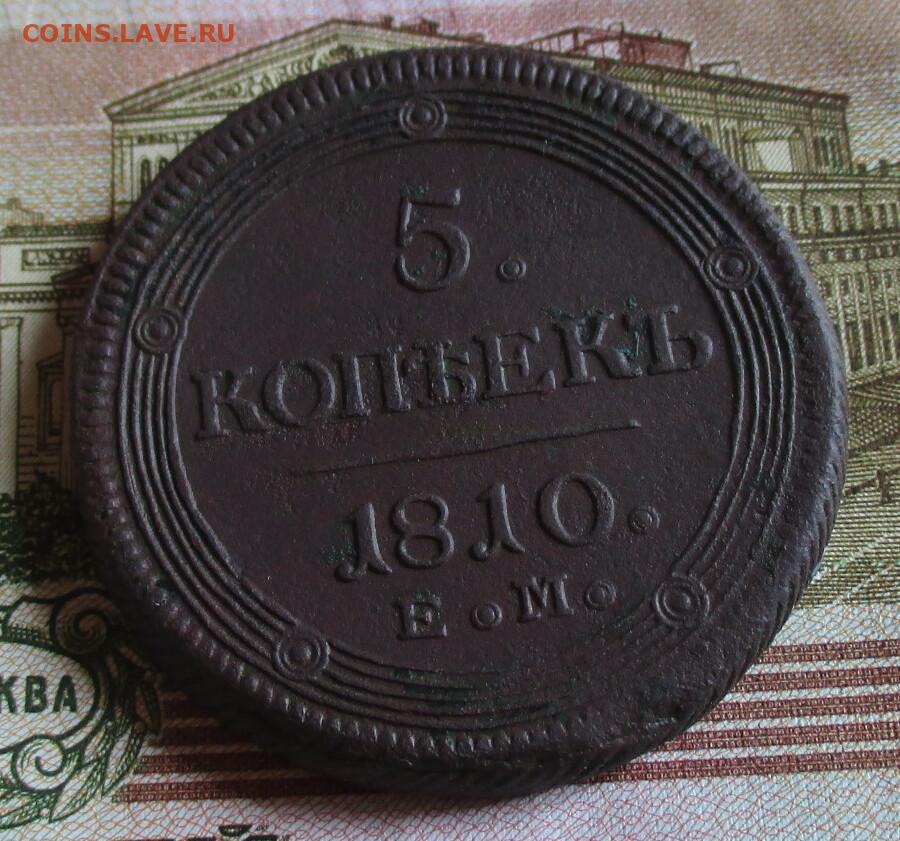 COINS.LAVE.RU
5.
КОПѢЕКЪ
1810.
Е.М.
КВА